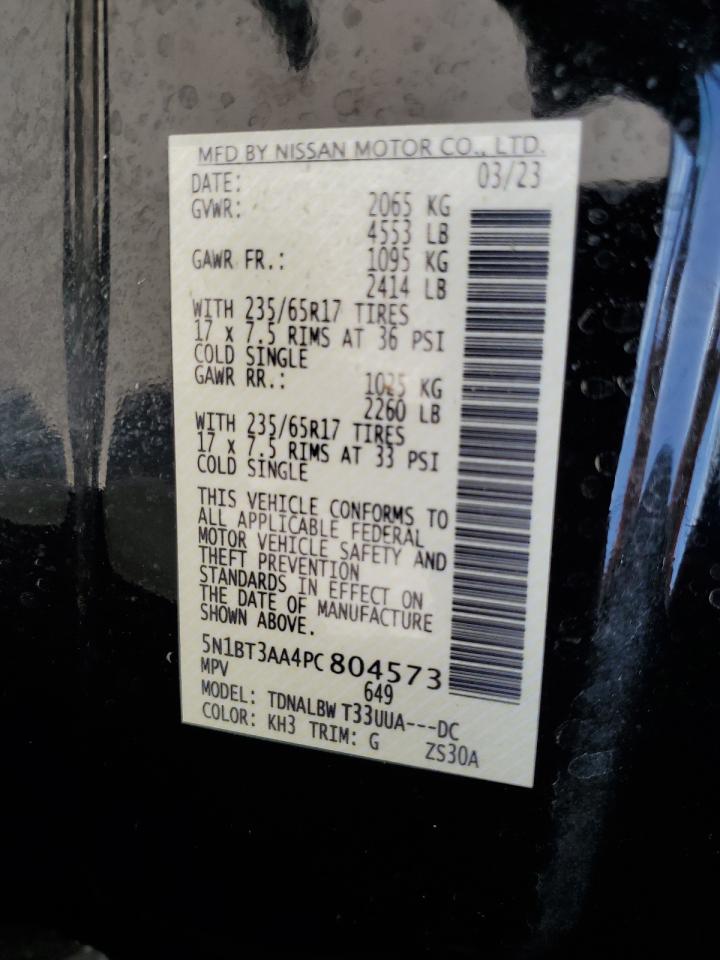 MFD BY NISSAN MOTOR CO., LTD.
DATE: 03/23
GVWR: 2065 KG
4553 LB
GAWR FR.: 1095 KG
2414 LB
WITH 235/65R17 TIRES
17 x 7.5 RIMS AT 36 PSI
COLD SINGLE
GAWR RR.: 1025 KG
2260 LB
WITH 235/65R17 TIRES
17 x 7.5 RIMS AT 33 PSI
COLD SINGLE
THIS VEHICLE CONFORMS TO
ALL APPLICABLE FEDERAL
MOTOR VEHICLE SAFETY AND
THEFT PREVENTION
STANDARDS IN EFFECT ON
THE DATE OF MANUFACTURE
SHOWN ABOVE.
5N1BT3AA4PC804573
MPV 649
MODEL: TDNALBW T33UUA---DC
COLOR: KH3 TRIM: G ZS30A